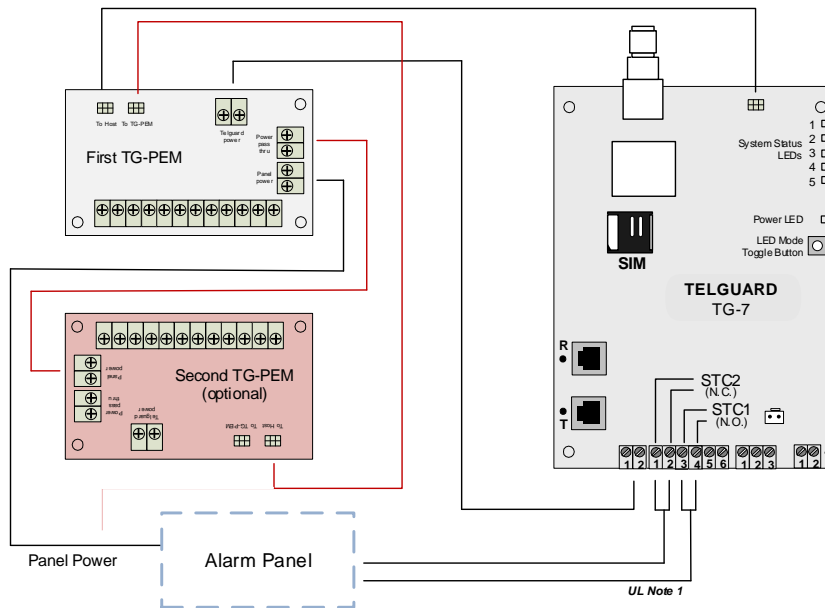 To Host To TG-PEM
Telguard
power
Power
pass
thru
Panel
power
First TG-PEM
Panel
power
Power
pass
thru
Telguard
power
To TG-PEM
To Host
Second TG-PEM
(optional)
Panel Power
Alarm Panel
System Status
LEDs
1
2
3
4
5
Power LED
LED Mode
Toggle Button
SIM
TELGUARD
TG-7
R
T
STC2
(N.C.)
STC1
(N.O.)
1 2 1 2 3 4 5 6 1 2 3 1 2
UL Note 1